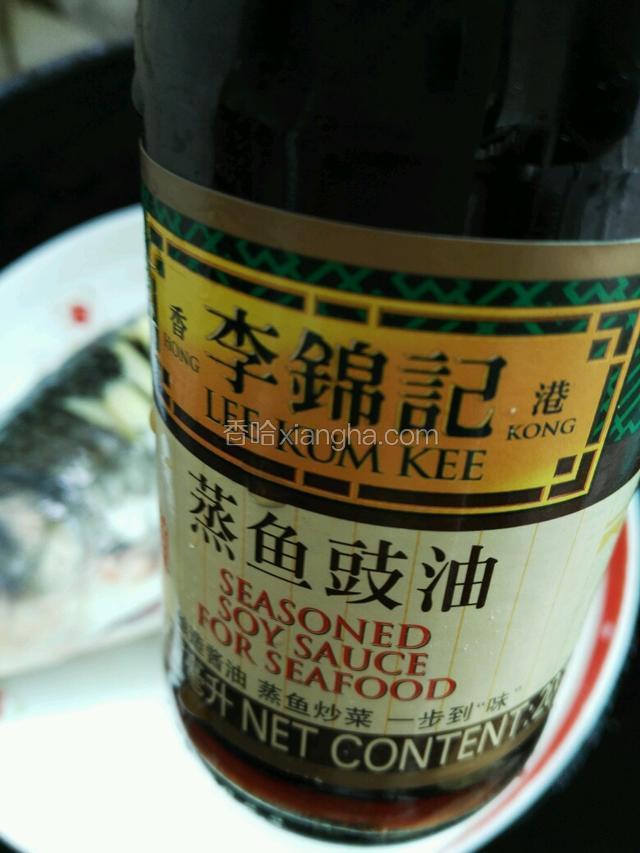 香 李錦記 港
HONG KONG
LEE KUM KEE
香哈xiangha.com
蒸鱼豉油
SEASONED
SOY SAUCE
FOR SEAFOOD
酱油 蒸鱼炒菜 一步到“味”
升 NET CONTENT: